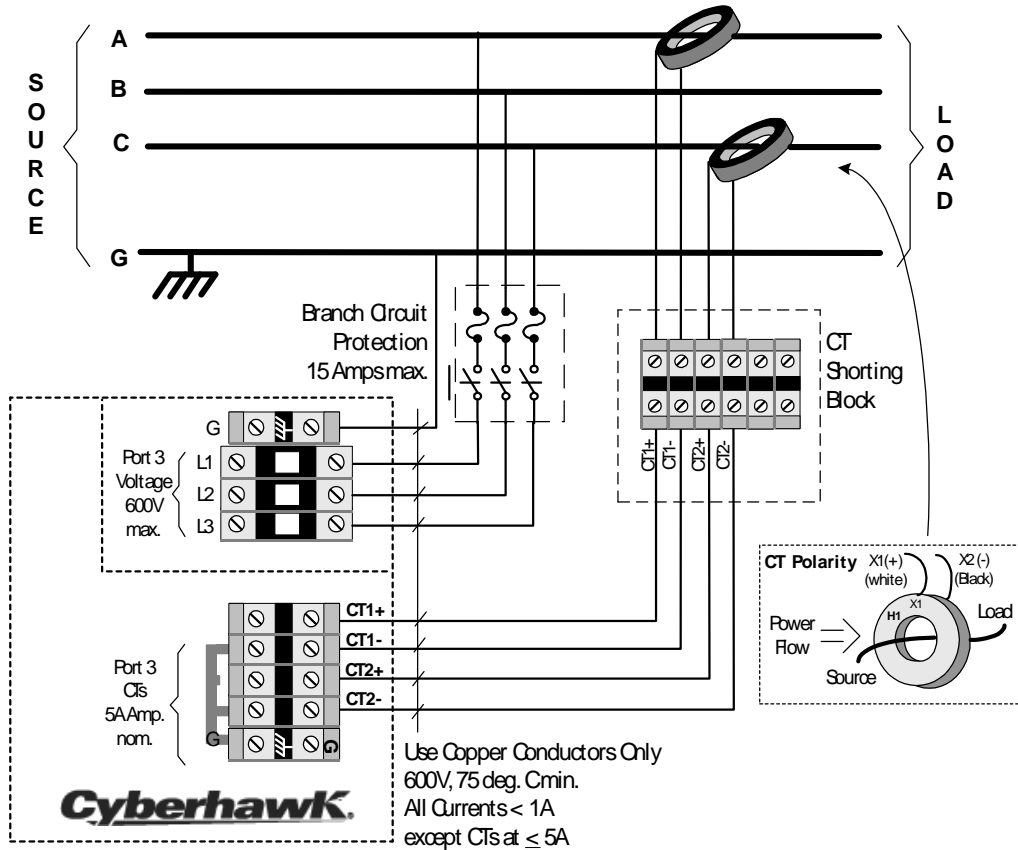 SOURCE
A
B
C
G
LOAD
Branch Circuit
Protection
15 Amps max.
CT
Shorting
Block
CT1+
CT1-
CT2+
CT2-
G
Port 3
Voltage
600V
max.
L1
L2
L3
CT1+
CT1-
CT2+
CT2-
Port 3
CTs
5A Amp.
nom.
G
G
Cyberhawk.
Use Copper Conductors Only
600V, 75 deg. C min.
All Currents < 1A
except CTs at ≤ 5A
CT Polarity
X1(+)
(white)
X2 (-)
(Black)
X1
H1
Power
Flow
Source
Load